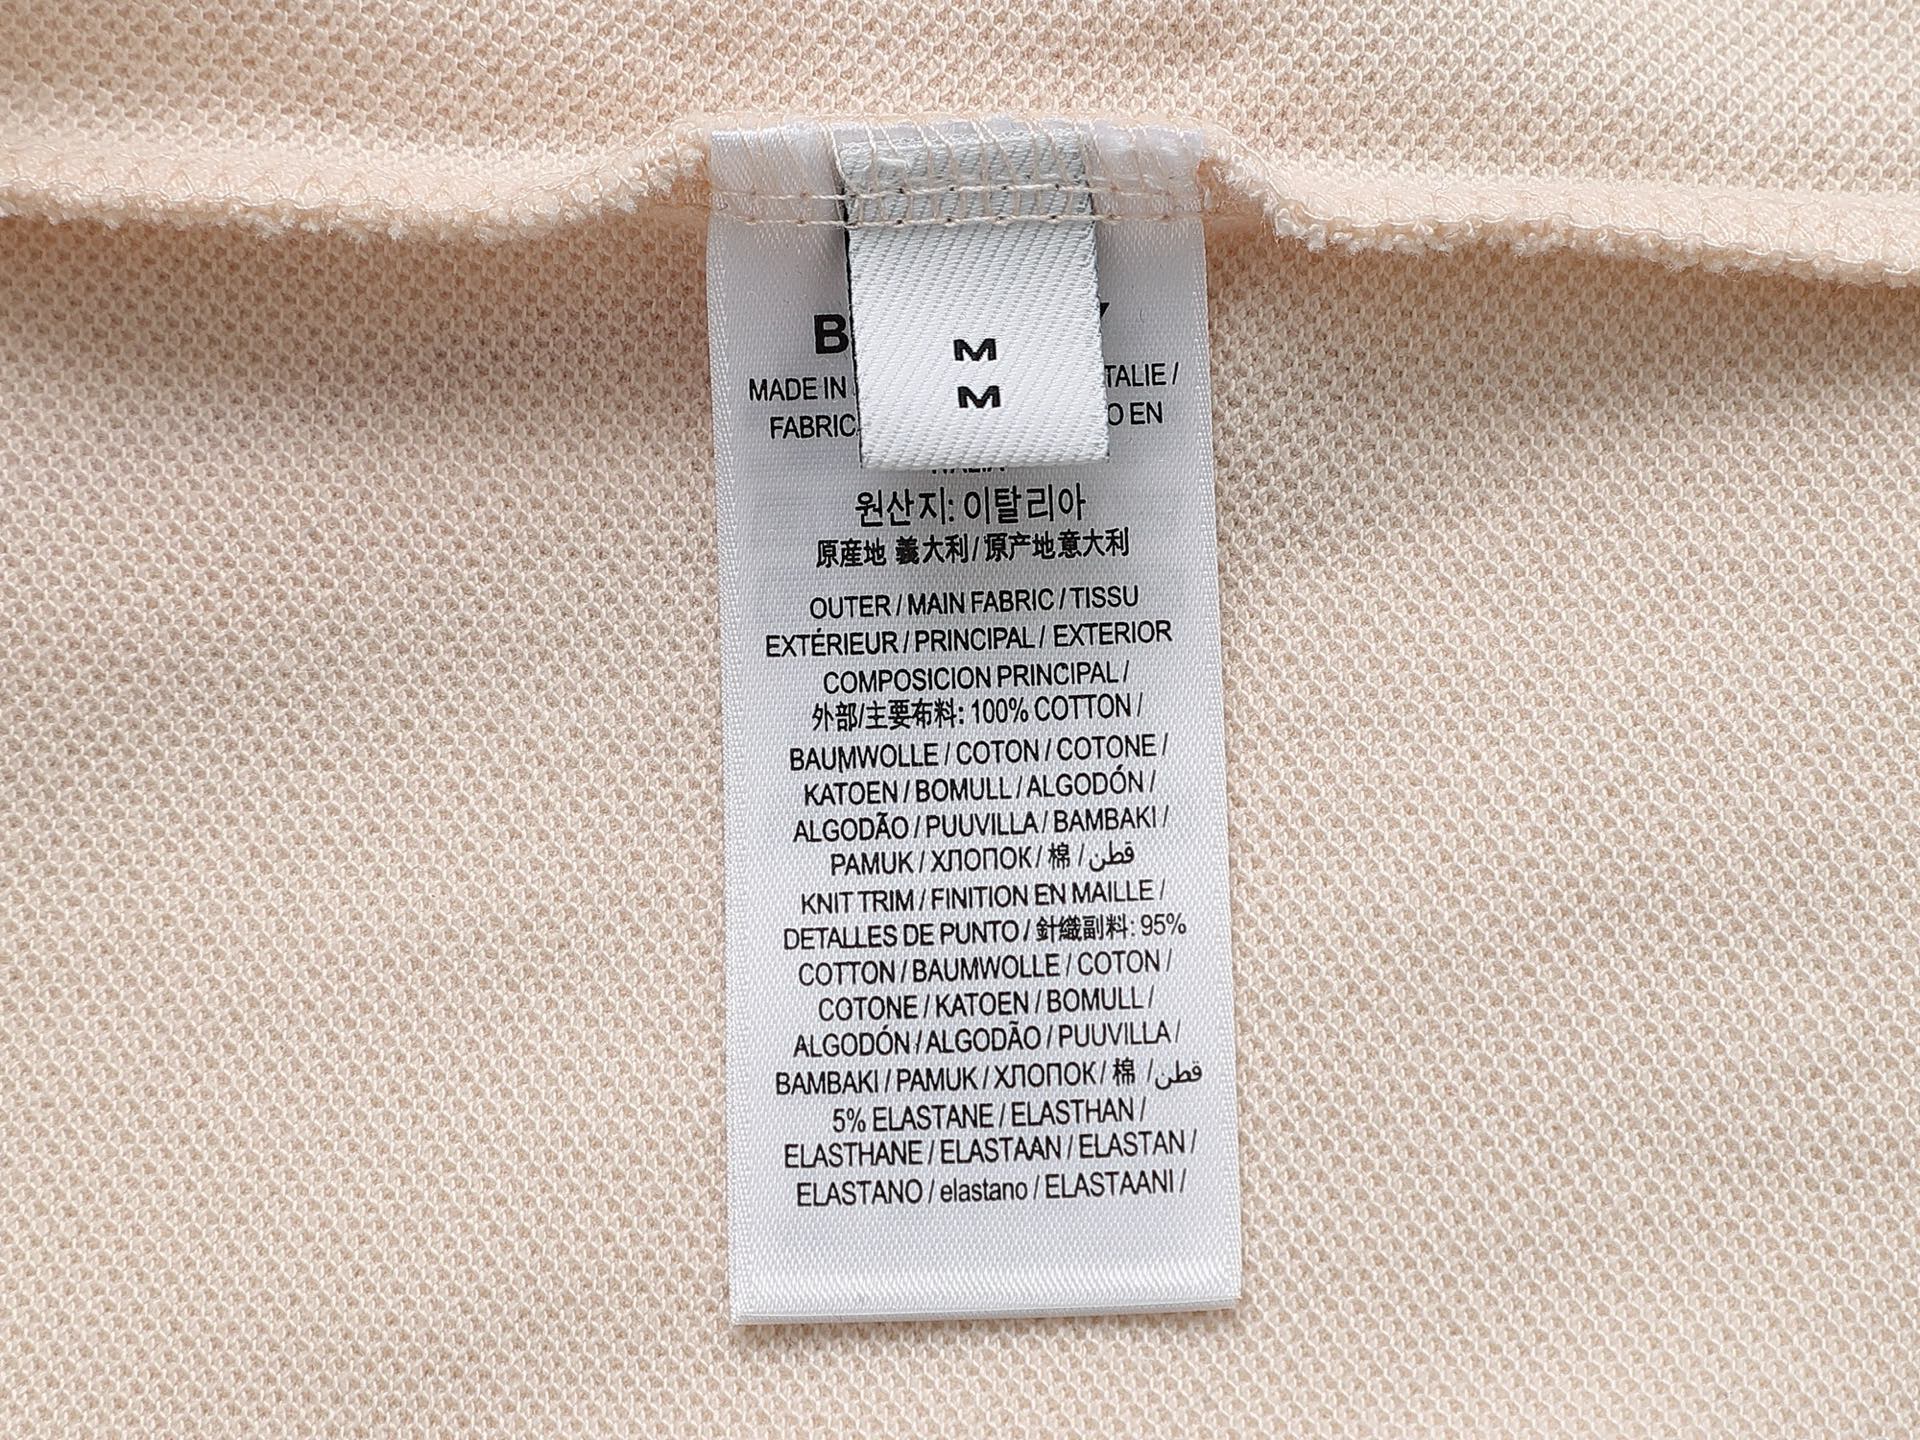 M
M
MADE IN TALIE /
FABRIC O EN
원산지: 이탈리아
原産地 義大利 / 原产地意大利
OUTER / MAIN FABRIC / TISSU
EXTÉRIEUR / PRINCIPAL / EXTERIOR
COMPOSICION PRINCIPAL /
外部/主要布料: 100% COTTON /
BAUMWOLLE / COTON / COTONE /
KATOEN / BOMULL / ALGODÓN /
ALGODÃO / PUUVILLA / BAMBAKI /
PAMUK / ХЛОПОК / 棉 / قطن
KNIT TRIM / FINITION EN MAILLE /
DETALLES DE PUNTO / 針織副料: 95%
COTTON / BAUMWOLLE / COTON /
COTONE / KATOEN / BOMULL /
ALGODÓN / ALGODÃO / PUUVILLA /
BAMBAKI / PAMUK / ХЛОПОК / 棉 / قطن
5% ELASTANE / ELASTHAN /
ELASTHANE / ELASTAAN / ELASTAN /
ELASTANO / elastano / ELASTAANI /